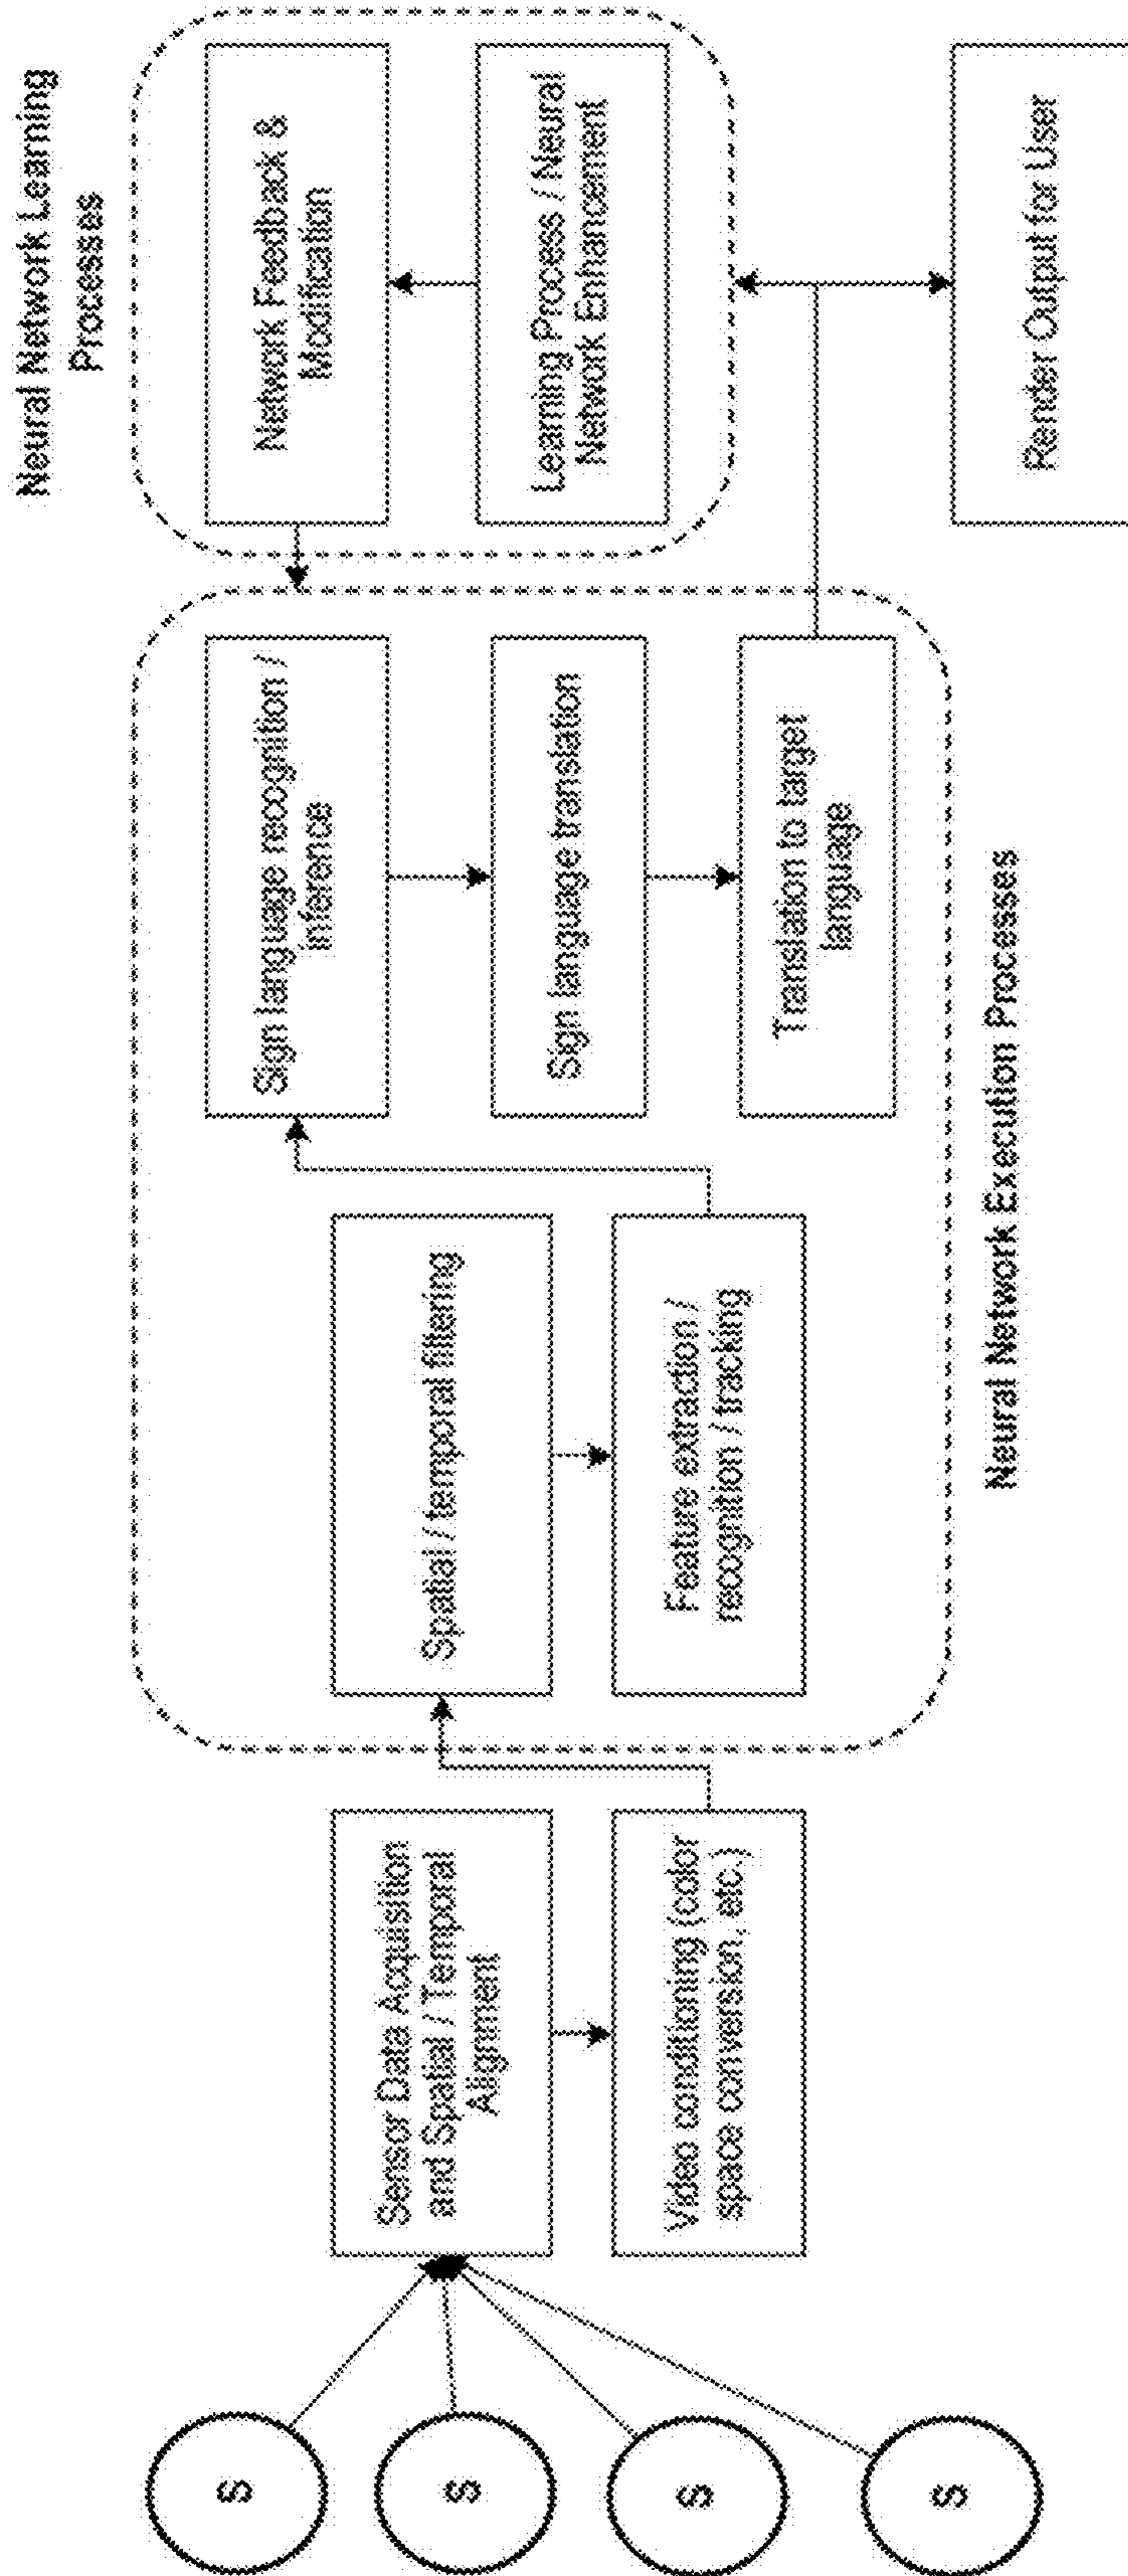 S
S
S
S
Sensor Data Acquisition
and Spatial / Temporal
Alignment
Video conditioning (color
space conversion, etc.)
Spatial / temporal filtering
Feature extraction /
recognition / tracking
Sign language recognition /
inference
Sign language translation
Translation to target
language
Neural Network Execution Processes
Neural Network Learning
Processes
Network Feedback &
Modification
Learning Process / Neural
Network Enhancement
Render Output for User